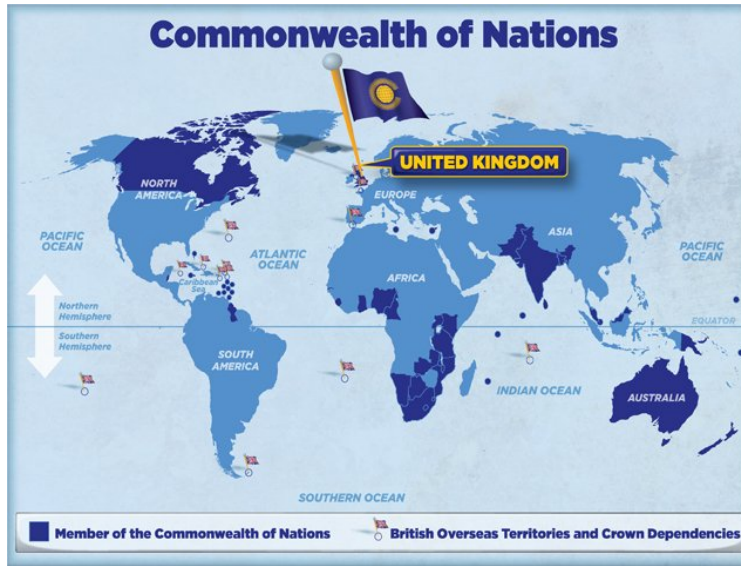 Commonwealth of Nations
UNITED KINGDOM
NORTH
AMERICA
EUROPE
ASIA
PACIFIC
OCEAN
ATLANTIC
OCEAN
PACIFIC
OCEAN
AFRICA
Caribbean
Sea
Northern
Hemisphere
EQUATOR
Southern
Hemisphere
SOUTH
AMERICA
INDIAN OCEAN
AUSTRALIA
SOUTHERN OCEAN
Member of the Commonwealth of Nations
British Overseas Territories and Crown Dependencies